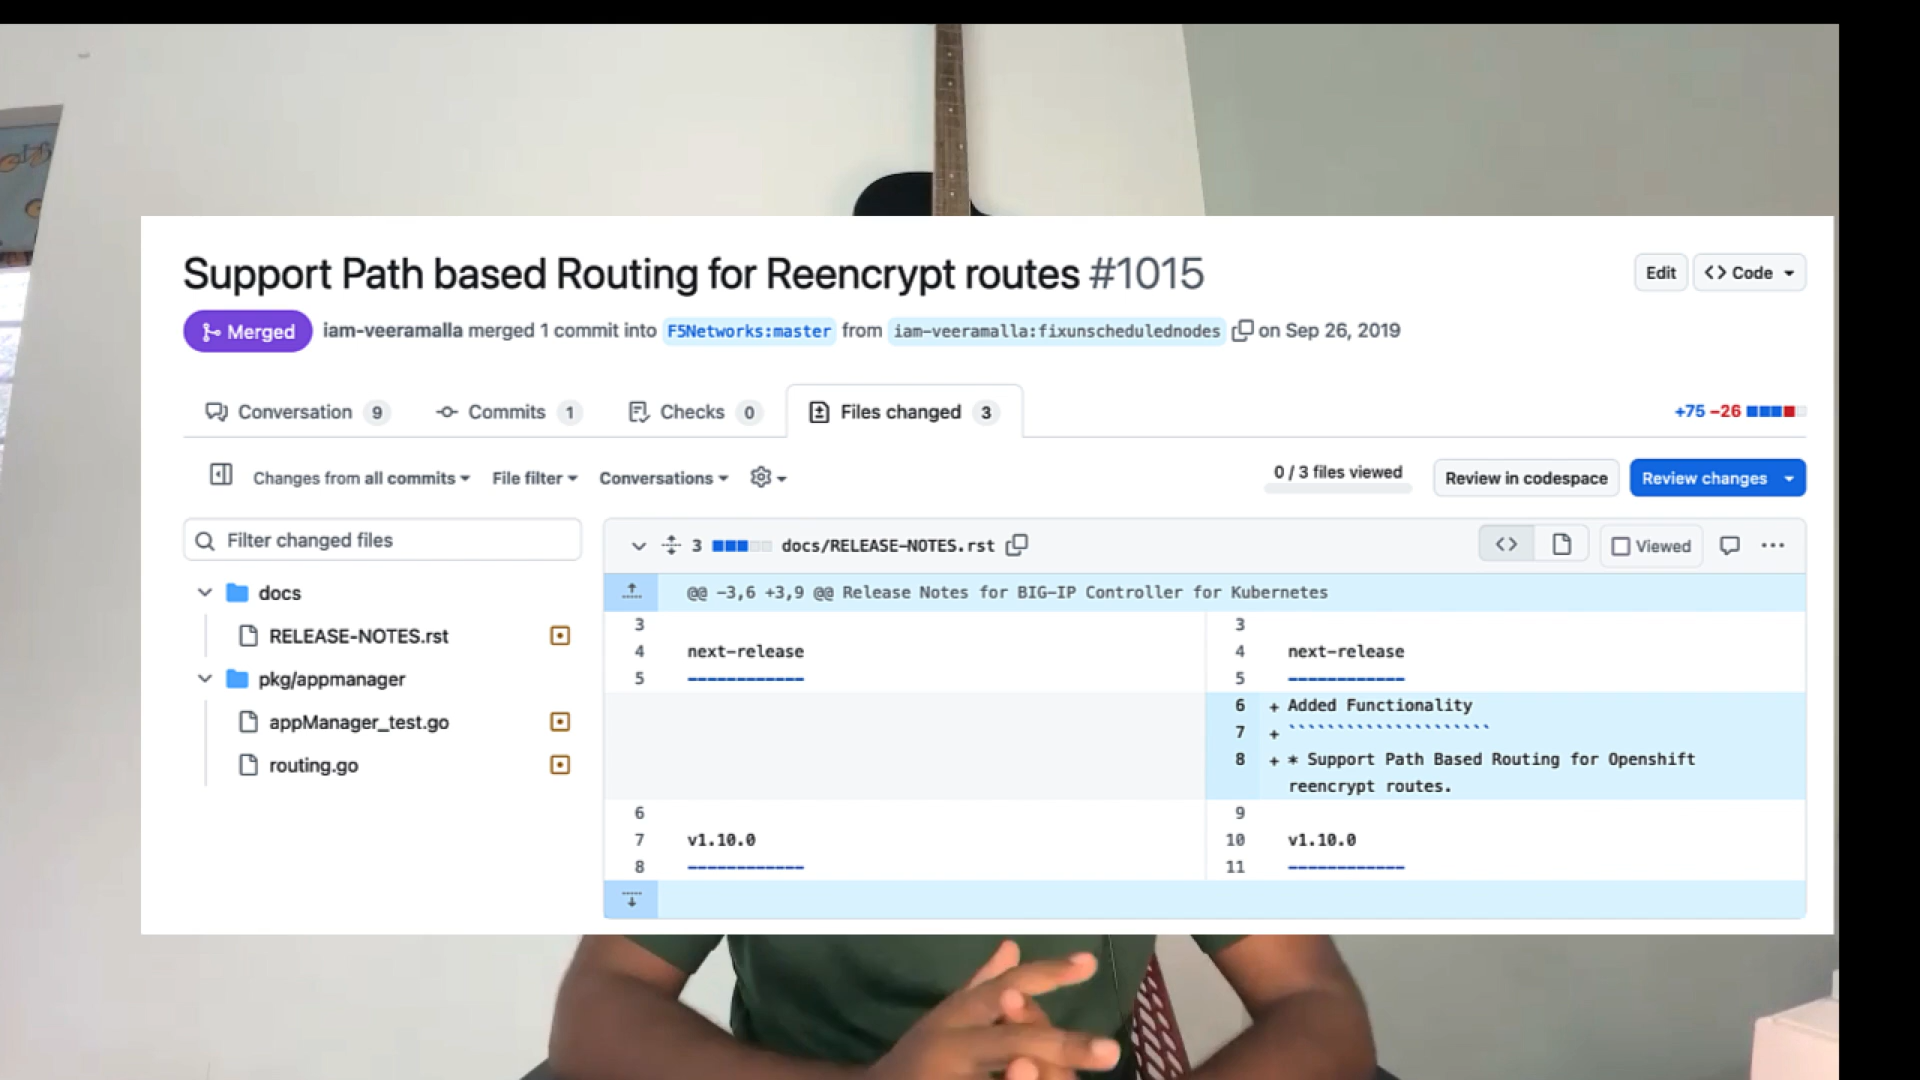 Support Path based Routing for Reencrypt routes #1015
Edit
<> Code
Merged
iam-veeramalla merged 1 commit into F5Networks:master from iam-veeramalla:fixunschedulednodes on Sep 26, 2019
Conversation 9
Commits 1
Checks 0
Files changed 3
+75 −26
Changes from all commits
File filter
Conversations
0 / 3 files viewed
Review in codespace
Review changes
Filter changed files
docs
RELEASE-NOTES.rst
pkg/appmanager
appManager_test.go
routing.go
3 docs/RELEASE-NOTES.rst
<>
Viewed
...
@@ -3,6 +3,9 @@ Release Notes for BIG-IP Controller for Kubernetes
3 3
4 next-release 4 next-release
5 ------------ 5 ------------
6 + Added Functionality
7 + `````````````````````
8 + * Support Path Based Routing for Openshift
reencrypt routes.
6 9
7 v1.10.0 10 v1.10.0
8 ------------ 11 ------------